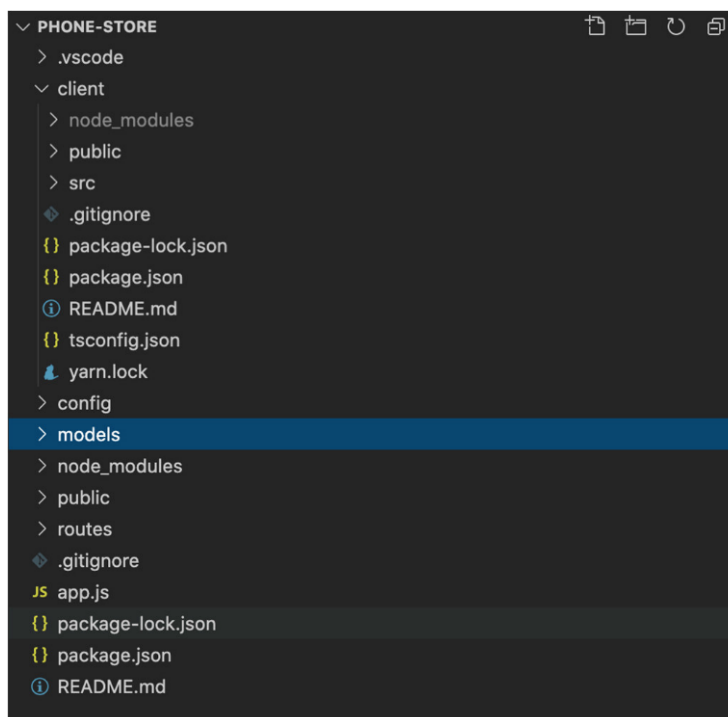 PHONE-STORE
.vscode
client
node_modules
public
src
.gitignore
{} package-lock.json
{} package.json
README.md
{} tsconfig.json
yarn.lock
config
models
node_modules
public
routes
.gitignore
JS app.js
{} package-lock.json
{} package.json
README.md